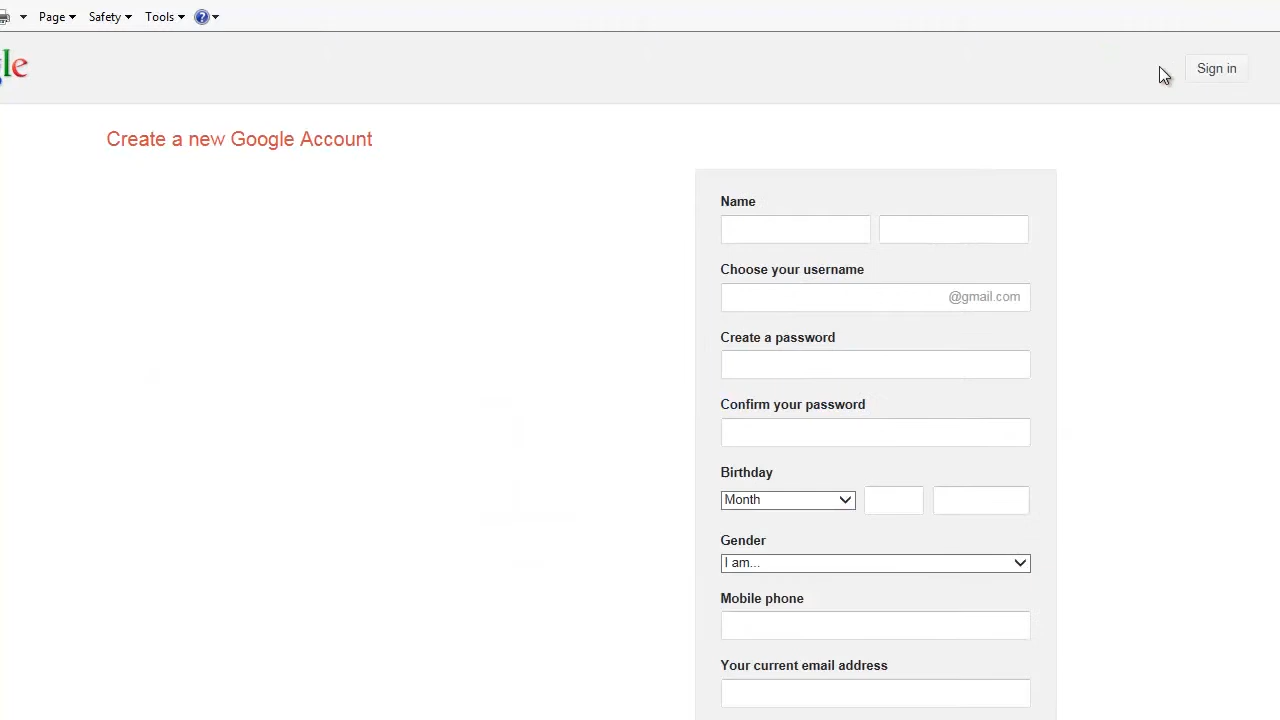 Page Safety Tools ?
le Sign in
Create a new Google Account
Name
Choose your username
@gmail.com
Create a password
Confirm your password
Birthday
Month
Gender
I am...
Mobile phone
Your current email address